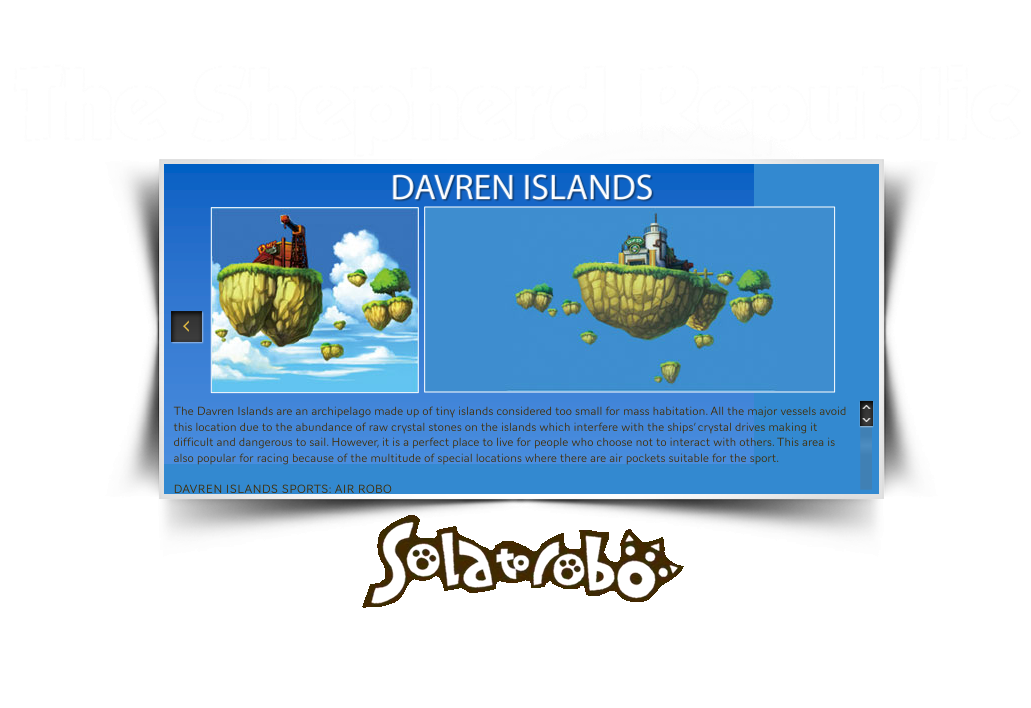 The Shepherd Republic
DAVREN ISLANDS
The Davren Islands are an archipelago made up of tiny islands considered too small for mass habitation. All the major vessels avoid
this location due to the abundance of raw crystal stones on the islands which interfere with the ships' crystal drives making it
difficult and dangerous to sail. However, it is a perfect place to live for people who choose not to interact with others. This area is
also popular for racing because of the multitude of special locations where there are air pockets suitable for the sport.
DAVREN ISLANDS SPORTS: AIR ROBO
Solatorobo